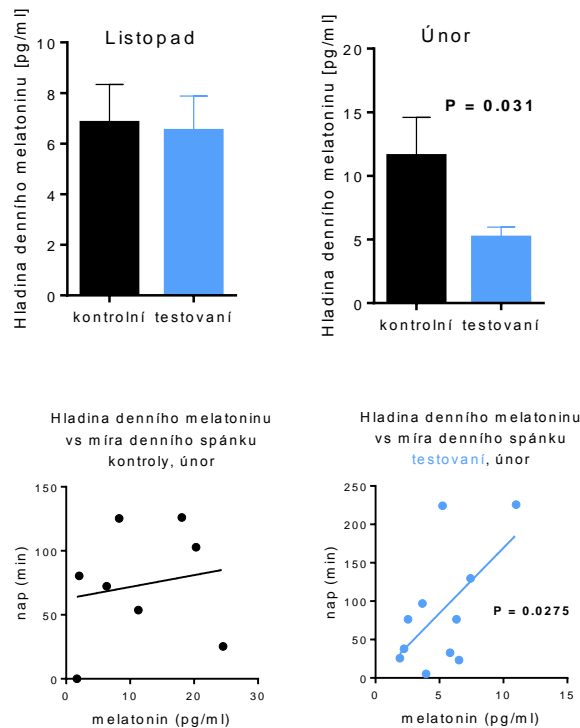 Listopad
Hladina denního melatoninu [pg/ml]
10
8
6
4
2
0
kontrolní testovaní
Únor
Hladina denního melatoninu [pg/ml]
20
15
10
5
0
P = 0.031
kontrolní testovaní
Hladina denního melatoninu
vs míra denního spánku
kontroly, únor
nap (min)
150
100
50
0
0 10 20 30
melatonin (pg/ml)
Hladina denního melatoninu
vs míra denního spánku
testovaní, únor
nap (min)
250
200
150
100
50
0
P = 0.0275
0 5 10 15
melatonin (pg/ml)